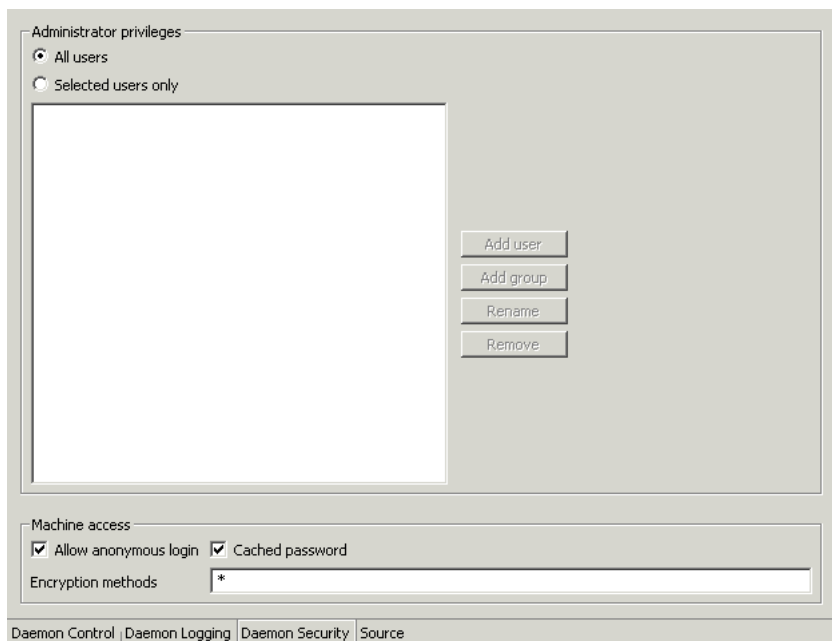 Administrator privileges
All users
Selected users only
Add user
Add group
Rename
Remove
Machine access
Allow anonymous login Cached password
Encryption methods *
Daemon Control Daemon Logging Daemon Security Source